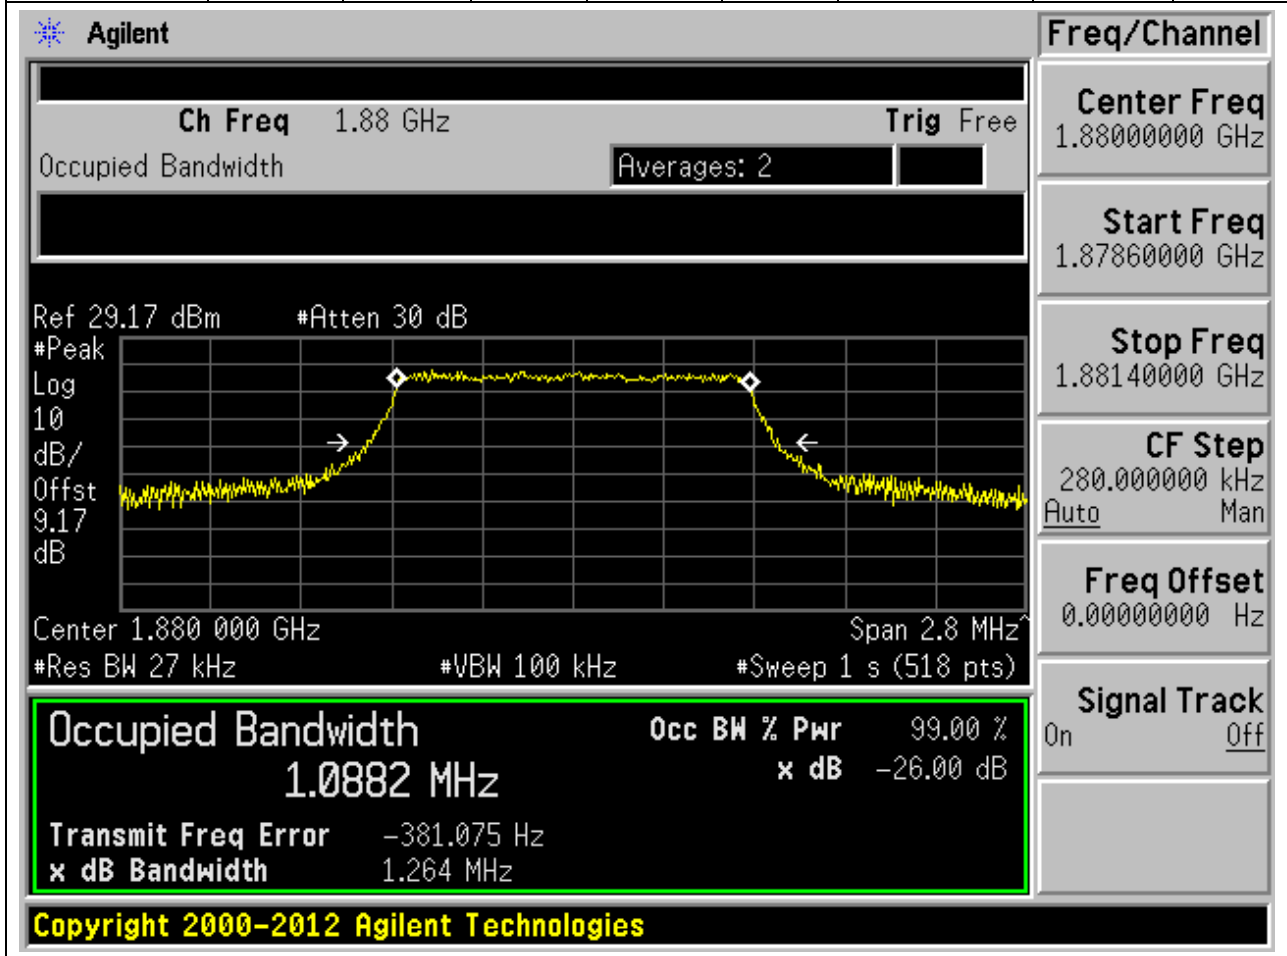 Agilent
Freq/Channel
Ch Freq 1.88 GHz Trig Free
Occupied Bandwidth Averages: 2
Center Freq
1.88000000 GHz
Start Freq
1.87860000 GHz
Stop Freq
1.88140000 GHz
CF Step
280.000000 kHz
Auto Man
Freq Offset
0.00000000 Hz
Signal Track
On Off
Ref 29.17 dBm #Atten 30 dB
#Peak
Log
10
dB/
Offst
9.17
dB
Center 1.880 000 GHz Span 2.8 MHz^
#Res BW 27 kHz #VBW 100 kHz #Sweep 1 s (518 pts)
Occupied Bandwidth Occ BW % Pwr 99.00 %
1.0882 MHz x dB -26.00 dB
Transmit Freq Error -381.075 Hz
x dB Bandwidth 1.264 MHz
Copyright 2000-2012 Agilent Technologies